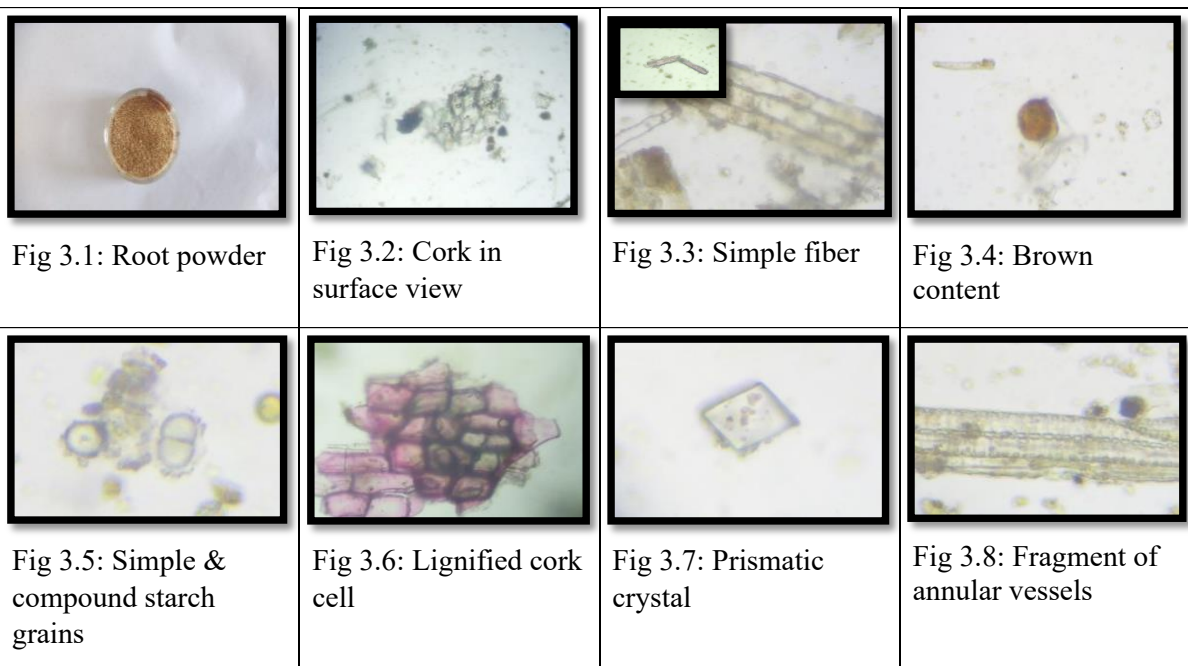 Fig 3.1: Root powder
Fig 3.2: Cork in
surface view
Fig 3.3: Simple fiber
Fig 3.4: Brown
content
Fig 3.5: Simple &
compound starch
grains
Fig 3.6: Lignified cork
cell
Fig 3.7: Prismatic
crystal
Fig 3.8: Fragment of
annular vessels